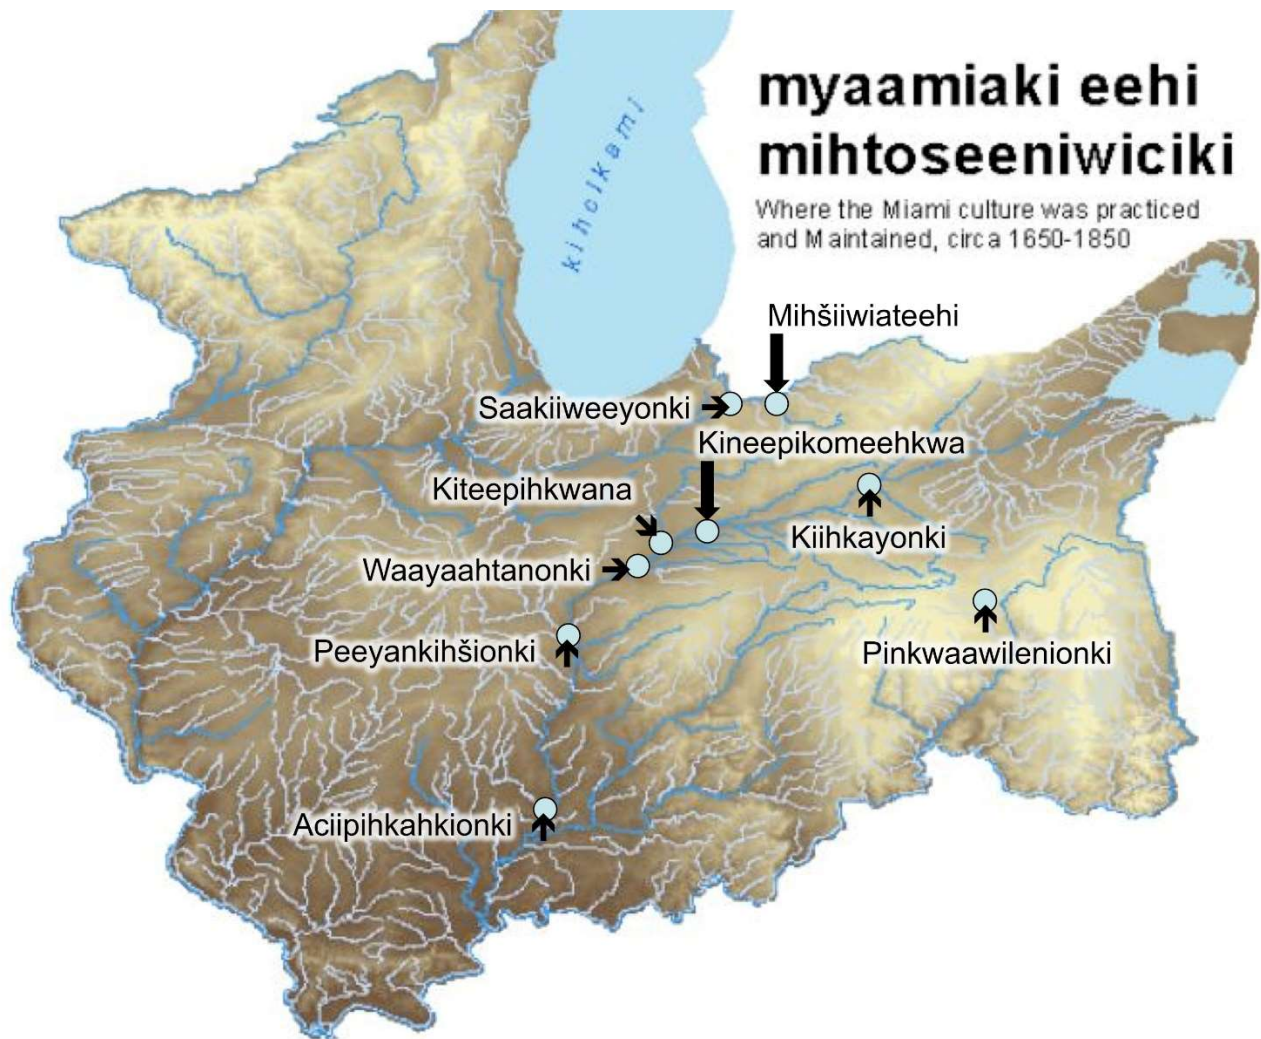 myaamiaki eehi
mihtoseeniwiciki
Where the Miami culture was practiced
and Maintained, circa 1650-1850
kihcikami
Mihšiiwiateehi
Saakiiweeyonki
Kineepikomeehkwa
Kiteepihkwana
Kiihkayonki
Waayaahtanonki
Peeyankihšionki
Pinkwaawilenionki
Aciipihkahkionki